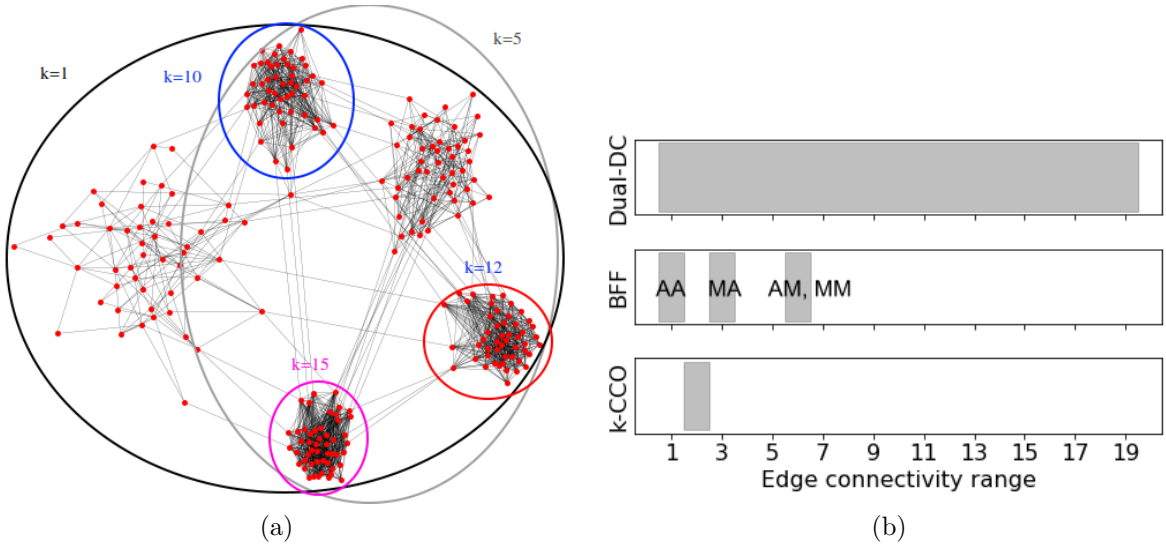 k=1
k=10
k=5
k=12
k=15
(a)
Dual-DC
BFF
AA MA AM, MM
k-CCO
1 3 5 7 9 11 13 15 17 19
Edge connectivity range
(b)